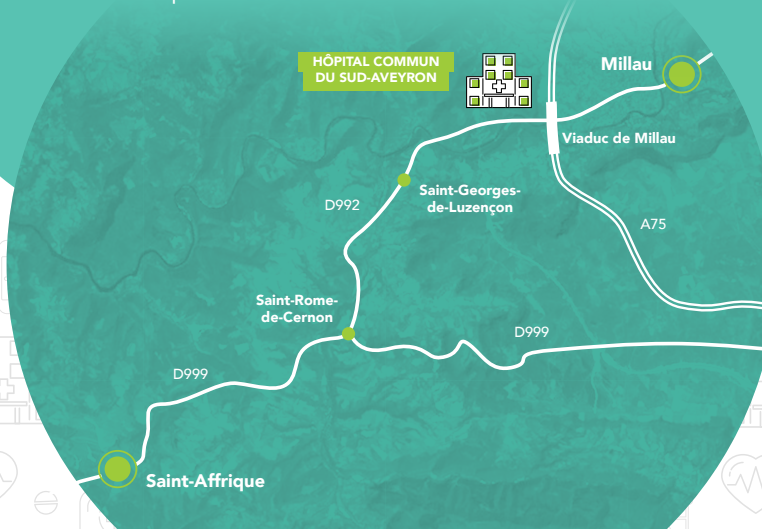 HÔPITAL COMMUN
DU SUD-AVEYRON
Millau
Viaduc de Millau
Saint-Georges-
de-Luzençon
D992
A75
Saint-Rome-
de-Cernon
D999
D999
Saint-Affrique